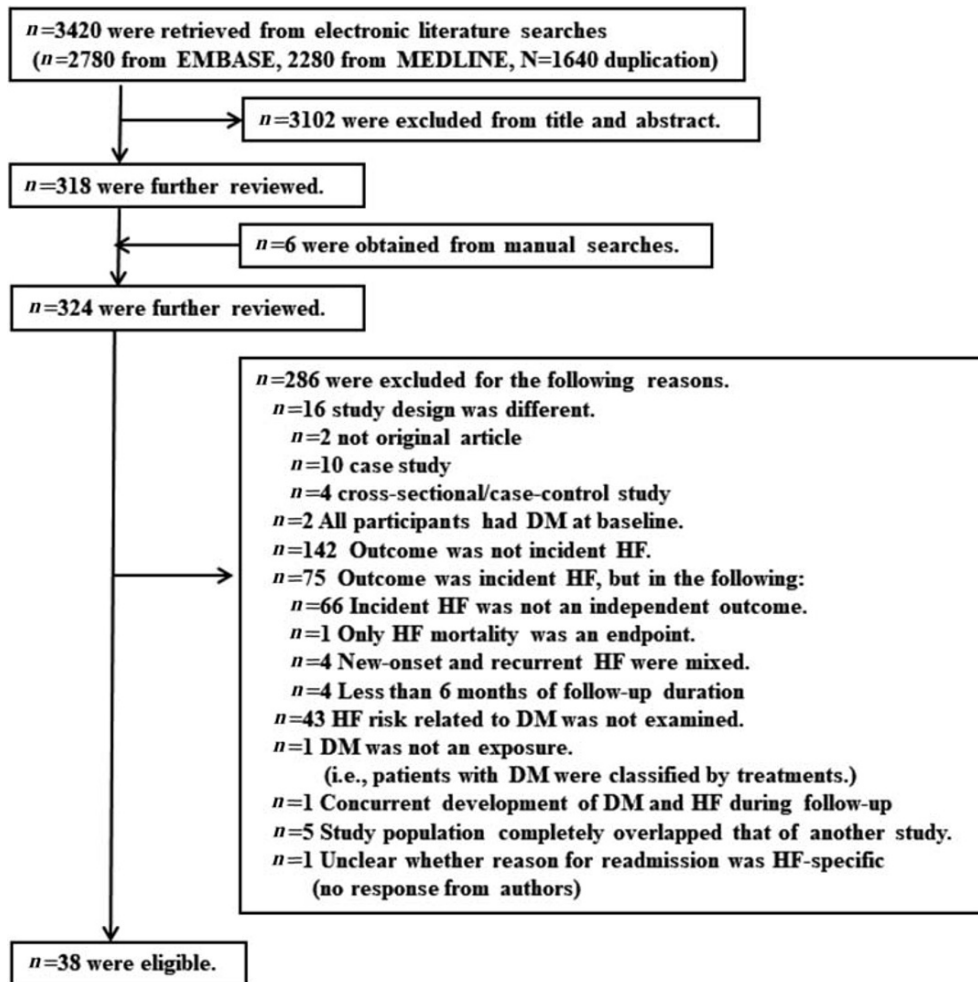 n=3420 were retrieved from electronic literature searches
(n=2780 from EMBASE, 2280 from MEDLINE, N=1640 duplication)
n=3102 were excluded from title and abstract.
n=318 were further reviewed.
n=6 were obtained from manual searches.
n=324 were further reviewed.
n=286 were excluded for the following reasons.
n=16 study design was different.
n=2 not original article
n=10 case study
n=4 cross-sectional/case-control study
n=2 All participants had DM at baseline.
n=142 Outcome was not incident HF.
n=75 Outcome was incident HF, but in the following:
n=66 Incident HF was not an independent outcome.
n=1 Only HF mortality was an endpoint.
n=4 New-onset and recurrent HF were mixed.
n=4 Less than 6 months of follow-up duration
n=43 HF risk related to DM was not examined.
n=1 DM was not an exposure.
(i.e., patients with DM were classified by treatments.)
n=1 Concurrent development of DM and HF during follow-up
n=5 Study population completely overlapped that of another study.
n=1 Unclear whether reason for readmission was HF-specific
(no response from authors)
n=38 were eligible.